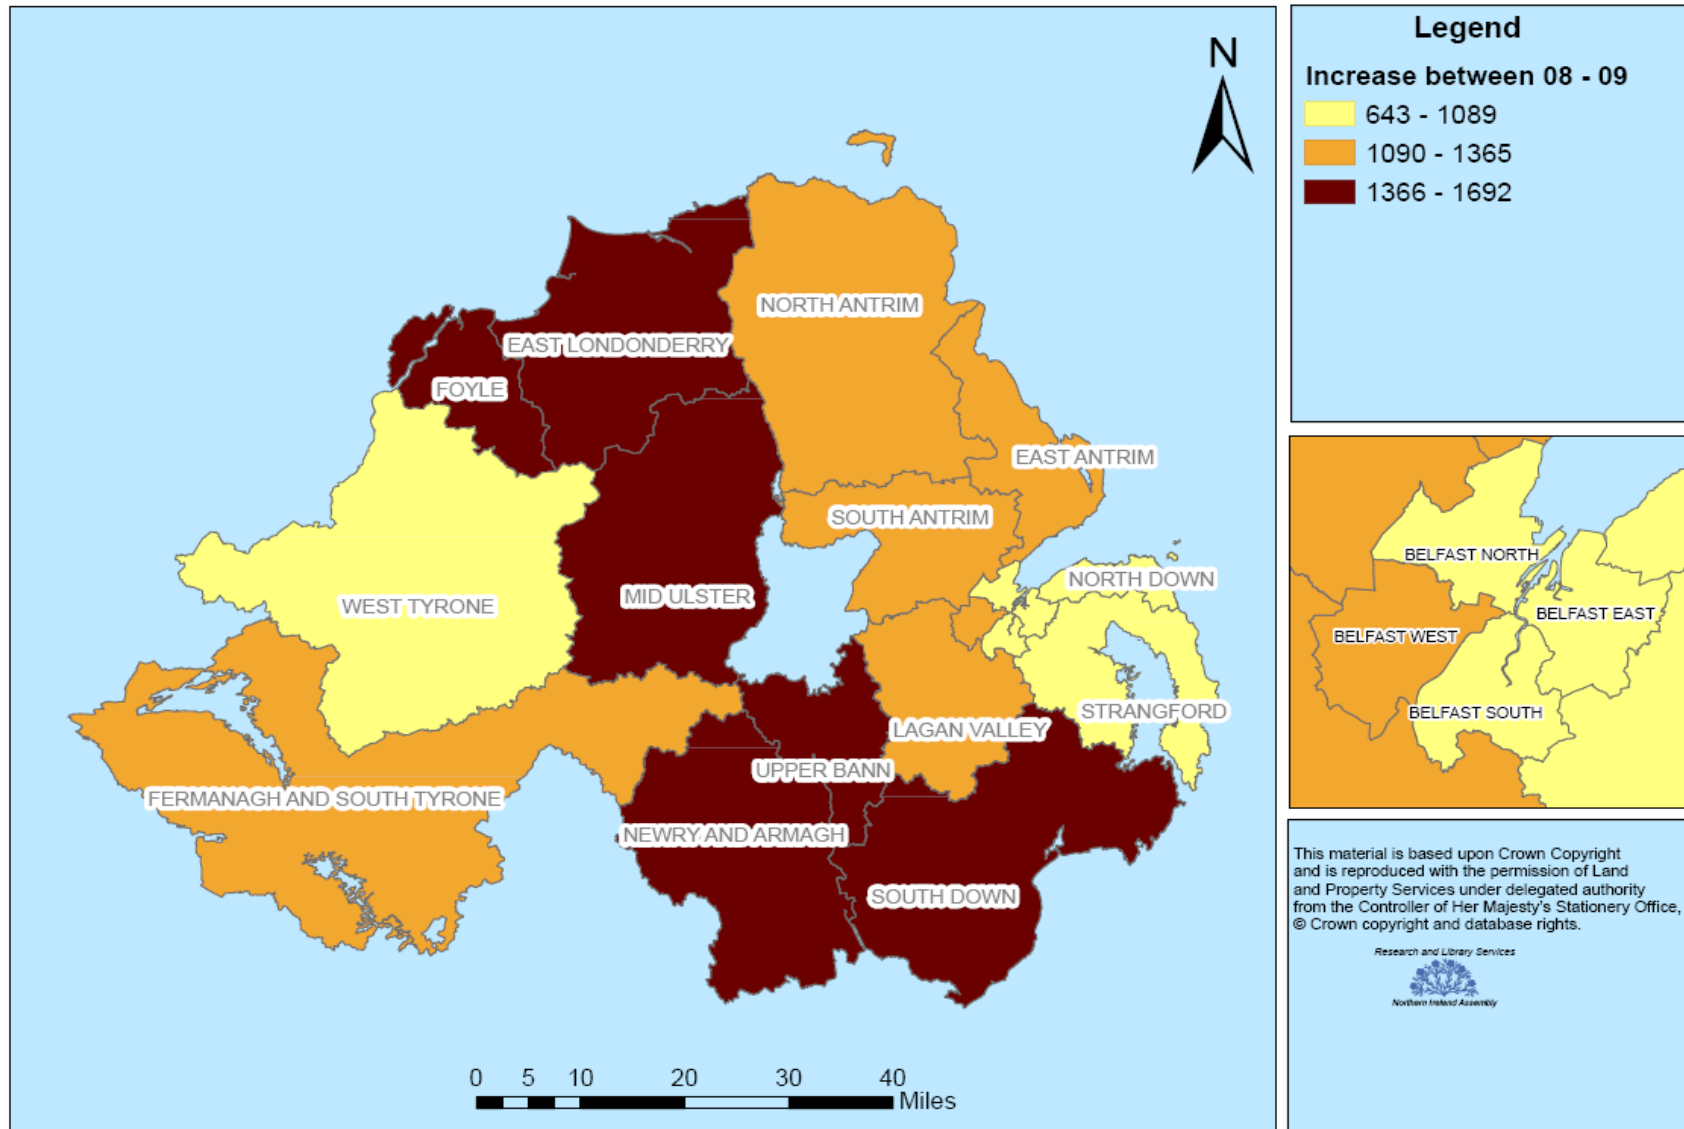 N
NORTH ANTRIM
EAST LONDONDERRY
FOYLE
EAST ANTRIM
SOUTH ANTRIM
NORTH DOWN
MID ULSTER
WEST TYRONE
STRANGFORD
LAGAN VALLEY
UPPER BANN
FERMANAGH AND SOUTH TYRONE
NEWRY AND ARMAGH
SOUTH DOWN
0 5 10 20 30 40
Miles
Legend
Increase between 08 - 09
643 - 1089
1090 - 1365
1366 - 1692
BELFAST NORTH
BELFAST EAST
BELFAST WEST
BELFAST SOUTH
This material is based upon Crown Copyright
and is reproduced with the permission of Land
and Property Services under delegated authority
from the Controller of Her Majesty's Stationery Office,
© Crown copyright and database rights.
Research and Library Services
Northern Ireland Assembly